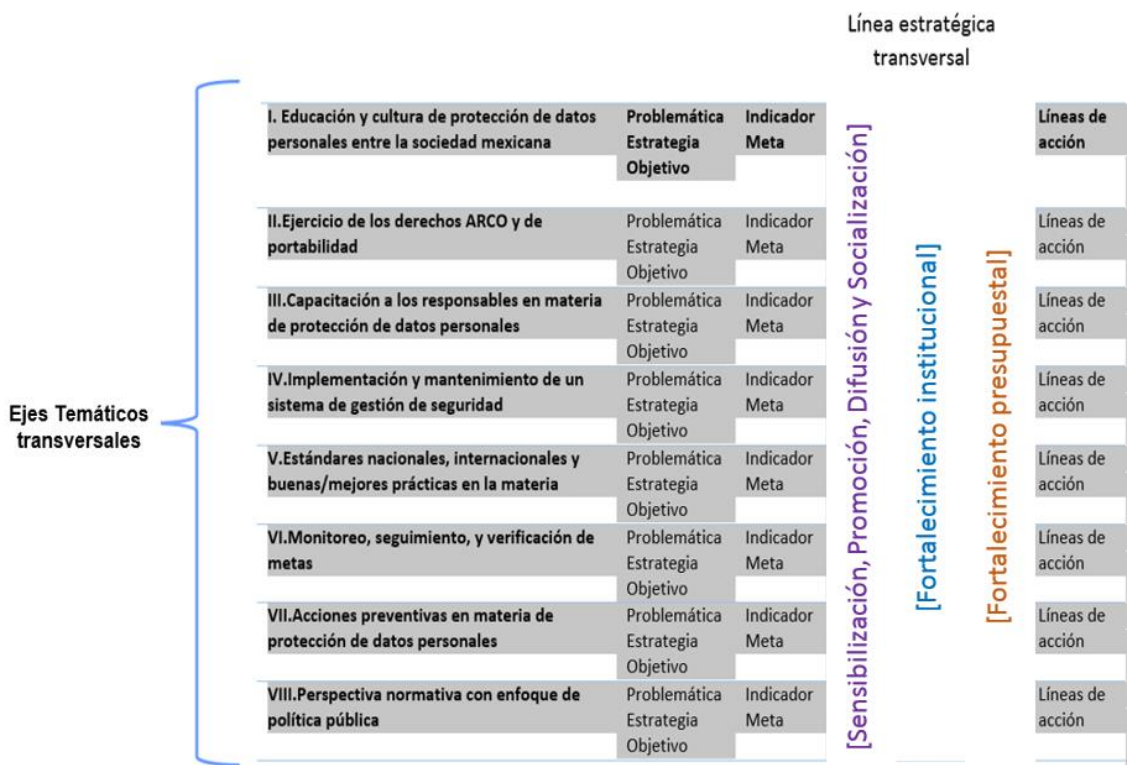 Línea estratégica
transversal
Ejes Temáticos
transversales
I. Educación y cultura de protección de datos
personales entre la sociedad mexicana
Problemática
Estrategia
Objetivo
Indicador
Meta
Líneas de
acción
II.Ejercicio de los derechos ARCO y de
portabilidad
Problemática
Estrategia
Objetivo
Indicador
Meta
Líneas de
acción
III.Capacitación a los responsables en materia
de protección de datos personales
Problemática
Estrategia
Objetivo
Indicador
Meta
Líneas de
acción
IV.Implementación y mantenimiento de un
sistema de gestión de seguridad
Problemática
Estrategia
Objetivo
Indicador
Meta
Líneas de
acción
V.Estándares nacionales, internacionales y
buenas/mejores prácticas en la materia
Problemática
Estrategia
Objetivo
Indicador
Meta
Líneas de
acción
VI.Monitoreo, seguimiento, y verificación de
metas
Problemática
Estrategia
Objetivo
Indicador
Meta
Líneas de
acción
VII.Acciones preventivas en materia de
protección de datos personales
Problemática
Estrategia
Objetivo
Indicador
Meta
Líneas de
acción
VIII.Perspectiva normativa con enfoque de
política pública
Problemática
Estrategia
Objetivo
Indicador
Meta
Líneas de
acción
[Sensibilización, Promoción, Difusión y Socialización]
[Fortalecimiento institucional]
[Fortalecimiento presupuestal]